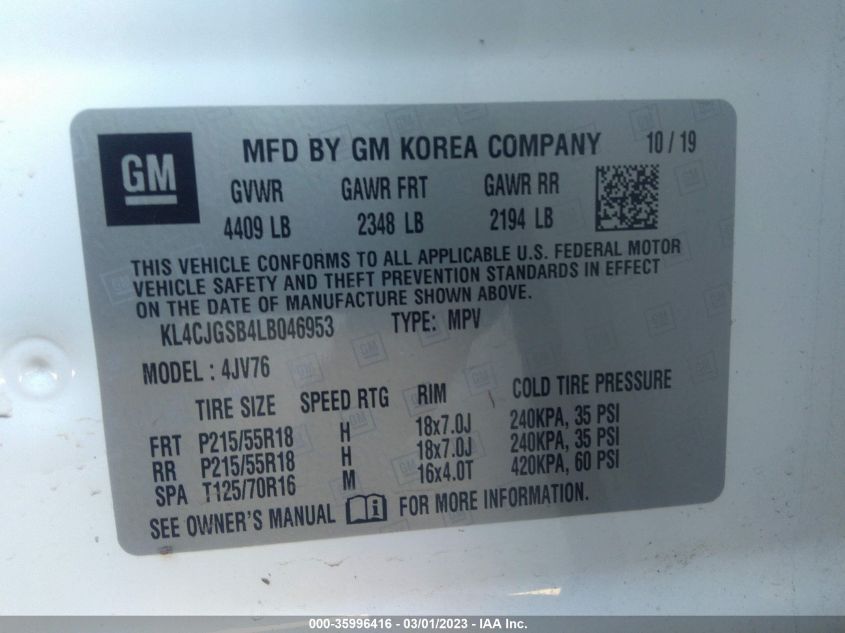 GM
MFD BY GM KOREA COMPANY 10 / 19
GVWR GAWR FRT GAWR RR
4409 LB 2348 LB 2194 LB
THIS VEHICLE CONFORMS TO ALL APPLICABLE U.S. FEDERAL MOTOR
VEHICLE SAFETY AND THEFT PREVENTION STANDARDS IN EFFECT
ON THE DATE OF MANUFACTURE SHOWN ABOVE.
KL4CJGSB4LB046953 TYPE: MPV
MODEL : 4JV76
TIRE SIZE SPEED RTG RIM COLD TIRE PRESSURE
FRT P215/55R18 H 18x7.0J 240KPA, 35 PSI
RR P215/55R18 H 18x7.0J 240KPA, 35 PSI
SPA T125/70R16 M 16x4.0T 420KPA, 60 PSI
SEE OWNER'S MANUAL i FOR MORE INFORMATION.
000-35996416 - 03/01/2023 - IAA Inc.